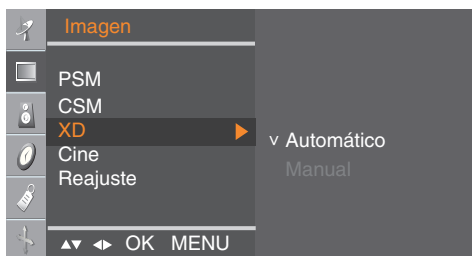 Imagen
PSM
CSM
XD
Cine
Reajuste
v Automático
Manual
OK MENU